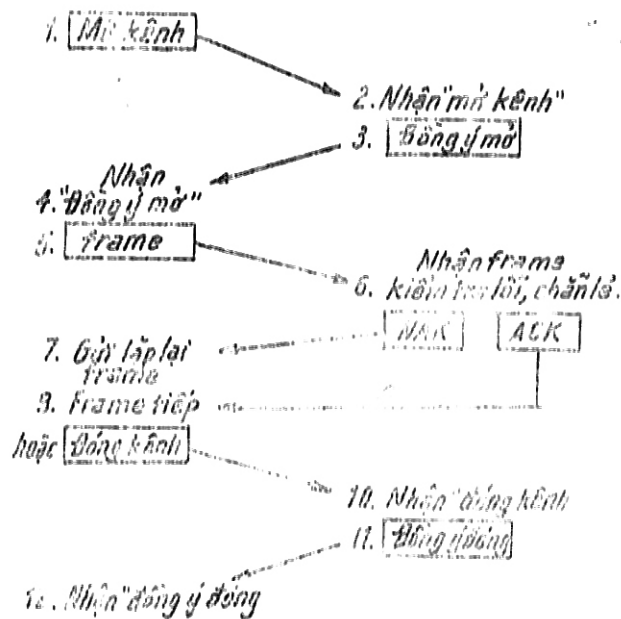 1. Mở kênh
2. Nhận "mở kênh"
3. Đồng ý mở
Nhận
4. "Đồng ý mở"
5. frame
Nhận frame
6. kiểm tra lỗi, chẵn lẻ.
NAK ACK
7. Gửi lặp lại
frame
9. Frame tiếp
hoặc Đóng kênh
10. Nhận "đóng kênh
11. Đồng ý đóng
12. Nhận "đồng ý đóng